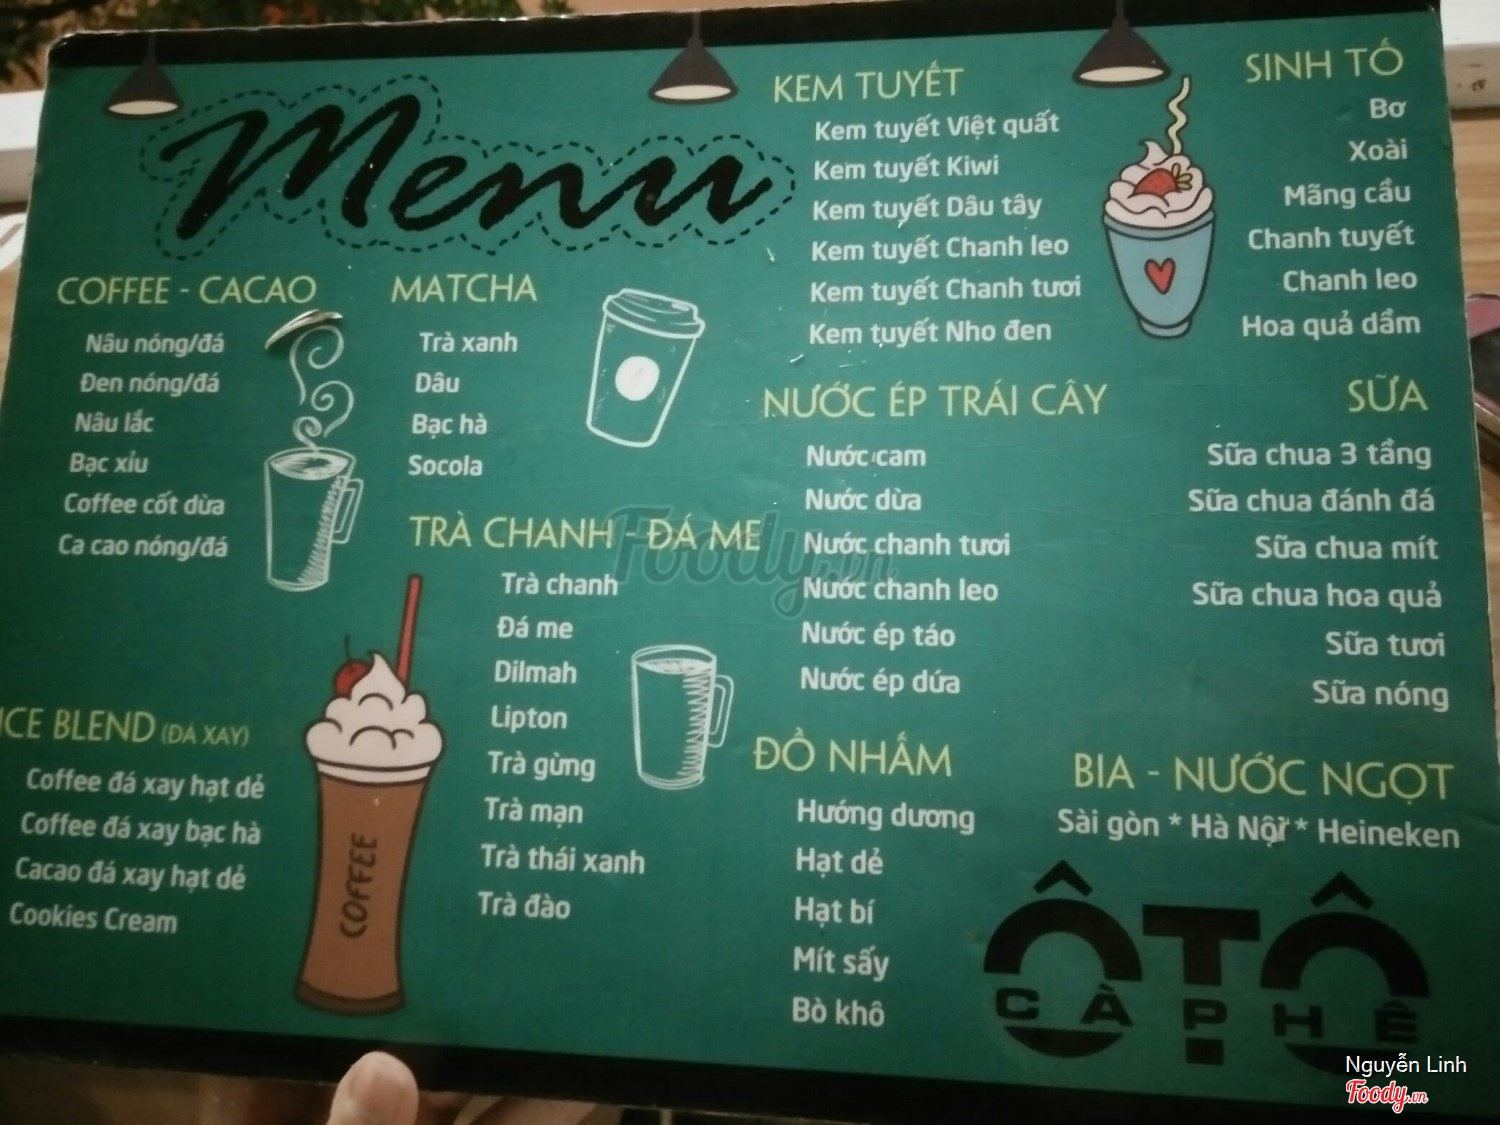 Menu
COFFEE - CACAO
Nâu nóng/đá
Đen nóng/đá
Nâu lắc
Bạc xỉu
Coffee cốt dừa
Ca cao nóng/đá
ICE BLEND (ĐÁ XAY)
Coffee đá xay hạt dẻ
Coffee đá xay bạc hà
Cacao đá xay hạt dẻ
Cookies Cream
COFFEE
MATCHA
Trà xanh
Dâu
Bạc hà
Socola
TRÀ CHANH - ĐÁ ME
Trà chanh
Đá me
Dilmah
Lipton
Trà gừng
Trà mạn
Trà thái xanh
Trà đào
KEM TUYẾT
Kem tuyết Việt quất
Kem tuyết Kiwi
Kem tuyết Dâu tây
Kem tuyết Chanh leo
Kem tuyết Chanh tươi
Kem tuyết Nho đen
NƯỚC ÉP TRÁI CÂY
Nước cam
Nước dừa
Nước chanh tươi
Nước chanh leo
Nước ép táo
Nước ép dứa
ĐỒ NHẤM
Hướng dương
Hạt dẻ
Hạt bí
Mít sấy
Bò khô
SINH TỐ
Bơ
Xoài
Mãng cầu
Chanh tuyết
Chanh leo
Hoa quả dầm
SỮA
Sữa chua 3 tầng
Sữa chua đánh đá
Sữa chua mít
Sữa chua hoa quả
Sữa tươi
Sữa nóng
BIA - NƯỚC NGỌT
Sài gòn * Hà Nội * Heineken
ÔTÔ
CÀ PHÊ
Foody.vn
Nguyễn Linh
Foody.vn